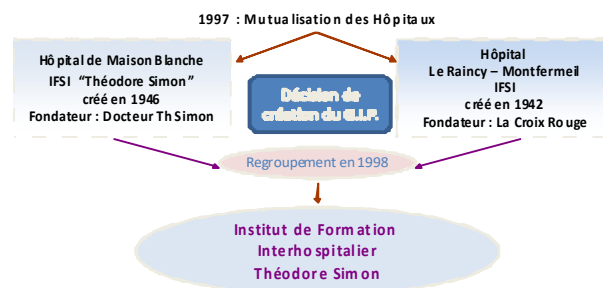 1997 : Mutualisation des Hôpitaux
Hôpital de Maison Blanche
IFSI "Théodore Simon"
créé en 1946
Fondateur : Docteur Th Simon
Décision de
création du G.I.P.
Hôpital
Le Raincy – Montfermeil
IFSI
créé en 1942
Fondateur : La Croix Rouge
Regroupement en 1998
Institut de Formation
Interhospitalier
Théodore Simon